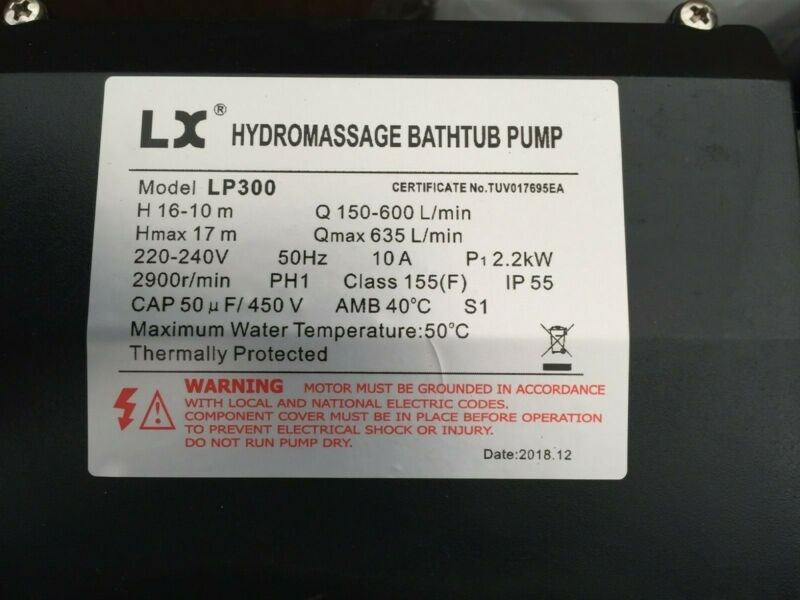 LX® HYDROMASSAGE BATHTUB PUMP
Model LP300 CERTIFICATE No.TUV017695EA
H 16-10 m Q 150-600 L/min
Hmax 17 m Qmax 635 L/min
220-240V 50Hz 10 A P₁ 2.2kW
2900r/min PH1 Class 155(F) IP 55
CAP 50 μF/ 450 V AMB 40°C S1
Maximum Water Temperature:50°C
Thermally Protected
WARNING MOTOR MUST BE GROUNDED IN ACCORDANCE
WITH LOCAL AND NATIONAL ELECTRIC CODES.
COMPONENT COVER MUST BE IN PLACE BEFORE OPERATION
TO PREVENT ELECTRICAL SHOCK OR INJURY.
DO NOT RUN PUMP DRY.
Date:2018.12